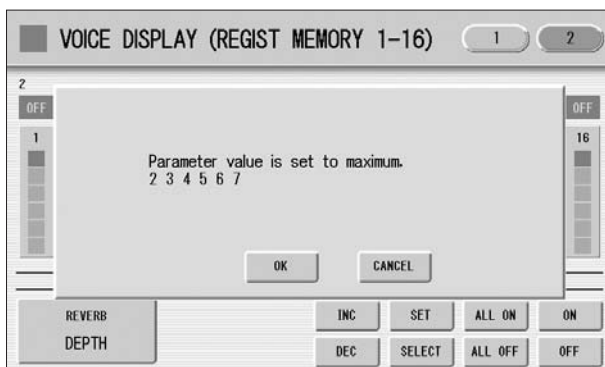 VOICE DISPLAY (REGIST MEMORY 1-16) 1 2
2
OFF OFF
1 16
Parameter value is set to maximum.
2 3 4 5 6 7
OK CANCEL
REVERB
DEPTH
INC SET ALL ON ON
DEC SELECT ALL OFF OFF